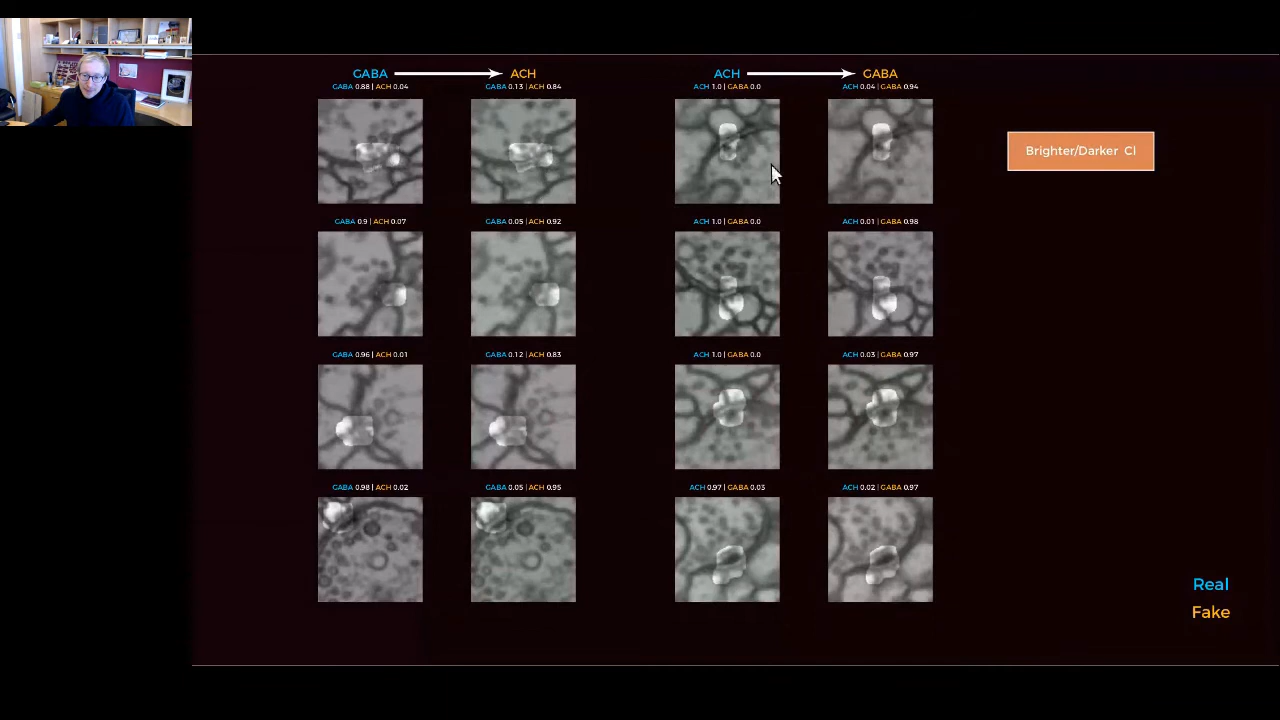 GABA ACH ACH GABA
GABA 0.88 | ACH 0.04 GABA 0.13 | ACH 0.84 ACH 1.0 | GABA 0.0 ACH 0.04 | GABA 0.94
Brighter/Darker Cl
GABA 0.9 | ACH 0.07 GABA 0.05 | ACH 0.92 ACH 1.0 | GABA 0.0 ACH 0.01 | GABA 0.98
GABA 0.96 | ACH 0.01 GABA 0.12 | ACH 0.83 ACH 1.0 | GABA 0.0 ACH 0.03 | GABA 0.97
GABA 0.98 | ACH 0.02 GABA 0.05 | ACH 0.95 ACH 0.97 | GABA 0.03 ACH 0.02 | GABA 0.97
Real
Fake